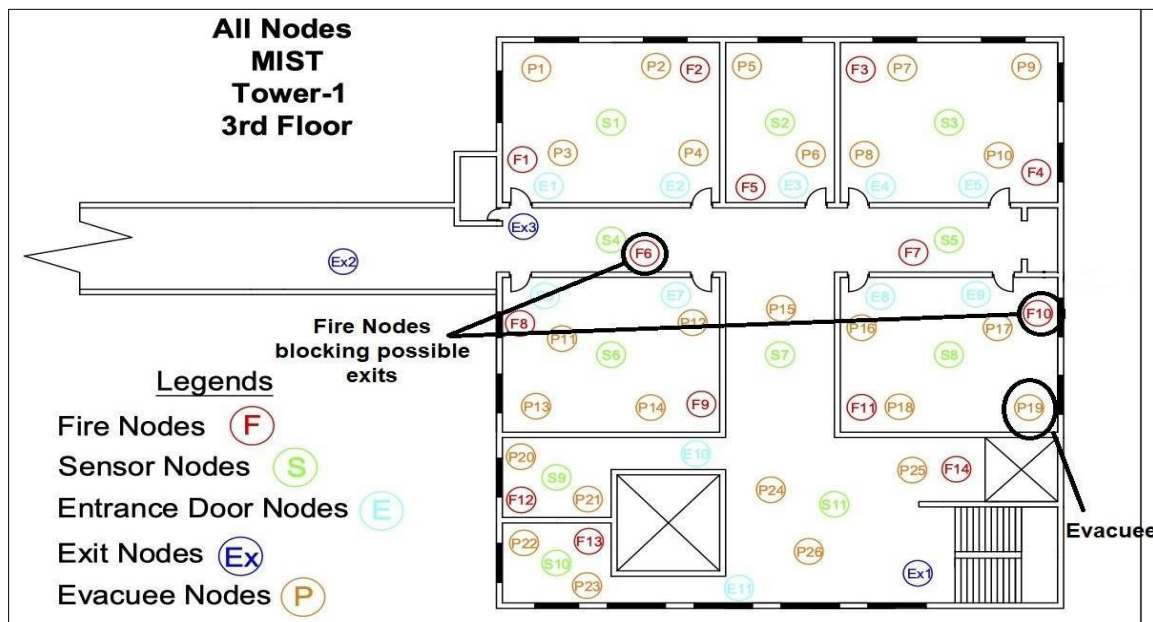 All Nodes
MIST
Tower-1
3rd Floor
P1 P2 F2 P5 F3 P7 P9
S1 S2 S3
F1 P3 P4 P6 P8 P10 F4
E1 E2 F5 E3 E4 E5
Ex3 S4 F6 F7 S5
Ex2
E7 E8 E9
F8 P11 P12 P15 P16 P17 F10
Fire Nodes
blocking possible
exits
S6 S7 S8
P13 P14 F9 F11 P18 P19
Legends
Fire Nodes F
Sensor Nodes S
Entrance Door Nodes E
Exit Nodes Ex
Evacuee Nodes P
P20 S9 E10 P25 F14
F12 P21 P24 S11
Evacuee
P22 F13 P26
S10 P23 E11 Ex1